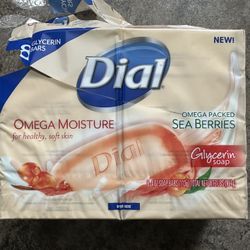 8 GLYCERIN
BARS
NEW!
Dial
OMEGA MOISTURE
for healthy, soft skin
OMEGA PACKED
SEA BERRIES
Glycerin
soap
Dial